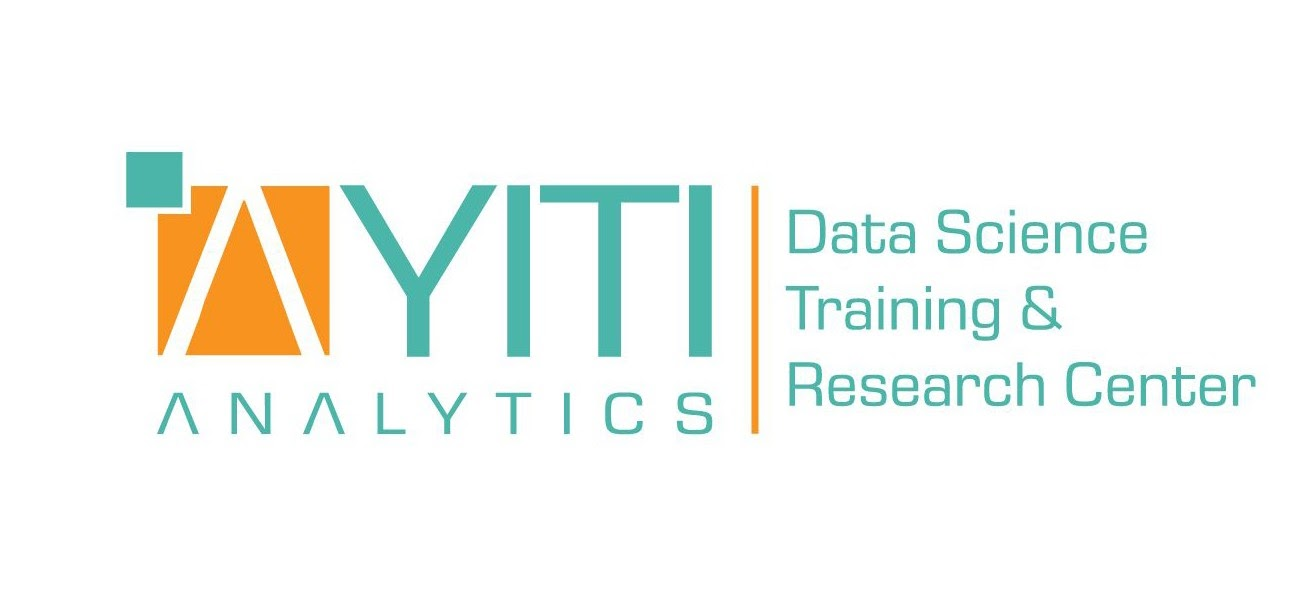 AYITI
ANALYTICS
Data Science
Training &
Research Center